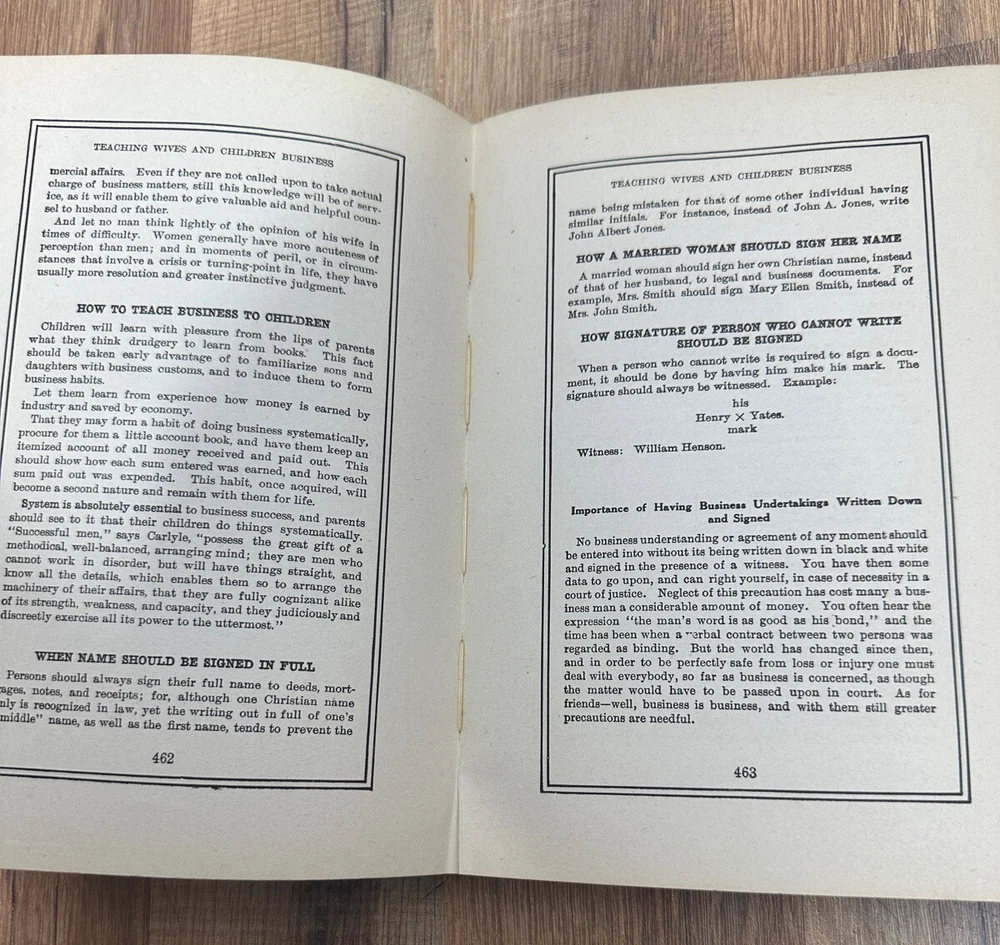 TEACHING WIVES AND CHILDREN BUSINESS
mercial affairs. Even if they are not called upon to take actual
charge of business matters, still this knowledge will be of serv-
ice, as it will enable them to give valuable aid and helpful coun-
sel to husband or father.
And let no man think lightly of the opinion of his wife in
times of difficulty. Women generally have more acuteness of
perception than men; and in moments of peril, or in circum-
stances that involve a crisis or turning-point in life, they have
usually more resolution and greater instinctive judgment.
HOW TO TEACH BUSINESS TO CHILDREN
Children will learn with pleasure from the lips of parents
what they think drudgery to learn from books. This fact
should be taken early advantage of to familiarize sons and
daughters with business customs, and to induce them to form
business habits.
Let them learn from experience how money is earned by
industry and saved by economy.
That they may form a habit of doing business systematically,
procure for them a little account book, and have them keep an
itemized account of all money received and paid out. This
should show how each sum entered was earned, and how each
sum paid out was expended. This habit, once acquired, will
become a second nature and remain with them for life.
System is absolutely essential to business success, and parents
should see to it that their children do things systematically.
"Successful men," says Carlyle, "possess the great gift of a
methodical, well-balanced, arranging mind; they are men who
cannot work in disorder, but will have things straight, and
know all the details, which enables them so to arrange the
machinery of their affairs, that they are fully cognizant alike
of its strength, weakness, and capacity, and they judiciously and
discreetly exercise all its power to the uttermost."
WHEN NAME SHOULD BE SIGNED IN FULL
Persons should always sign their full name to deeds, mort-
ages, notes, and receipts; for, although one Christian name
nly is recognized in law, yet the writing out in full of one's
middle" name, as well as the first name, tends to prevent the
462
TEACHING WIVES AND CHILDREN BUSINESS
name being mistaken for that of some other individual having
similar initials. For instance, instead of John A. Jones, write
John Albert Jones.
HOW A MARRIED WOMAN SHOULD SIGN HER NAME
A married woman should sign her own Christian name, instead
of that of her husband, to legal and business documents. For
example, Mrs. Smith should sign Mary Ellen Smith, instead of
Mrs. John Smith.
HOW SIGNATURE OF PERSON WHO CANNOT WRITE
SHOULD BE SIGNED
When a person who cannot write is required to sign a docu-
ment, it should be done by having him make his mark. The
signature should always be witnessed. Example:
his
Henry × Yates.
mark
Witness: William Henson.
Importance of Having Business Undertakings Written Down
and Signed
No business understanding or agreement of any moment should
be entered into without its being written down in black and white
and signed in the presence of a witness. You have then some
data to go upon, and can right yourself, in case of necessity in a
court of justice. Neglect of this precaution has cost many a bus-
iness man a considerable amount of money. You often hear the
expression "the man's word is as good as his bond," and the
time has been when a verbal contract between two persons was
regarded as binding. But the world has changed since then,
and in order to be perfectly safe from loss or injury one must
deal with everybody, so far as business is concerned, as though
the matter would have to be passed upon in court. As for
friends—well, business is business, and with them still greater
precautions are needful.
463